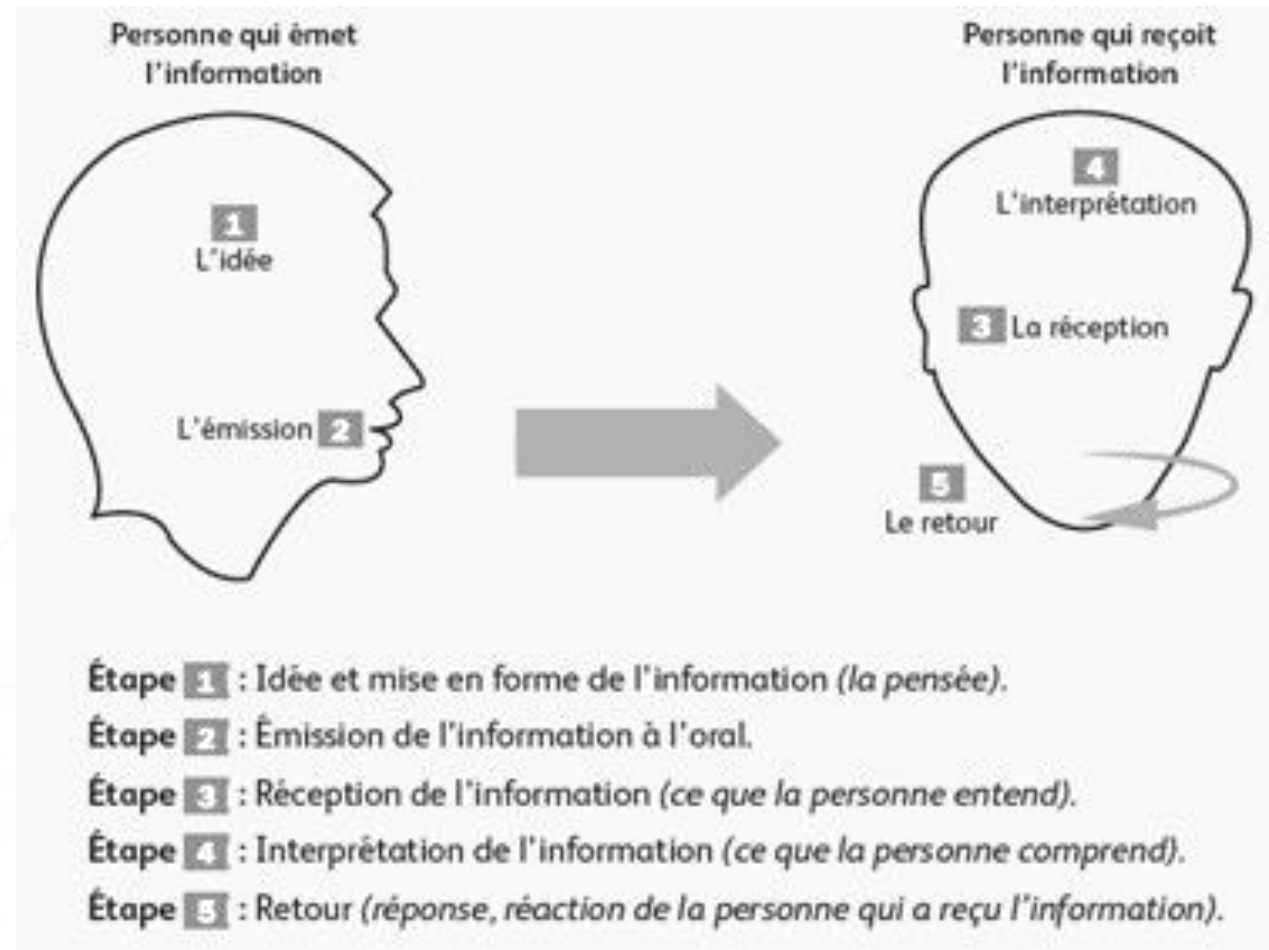 Personne qui émet
l'information
Personne qui reçoit
l'information
1
L'idée
4
L'interprétation
3 La réception
L'émission 2
5
Le retour
Étape 1 : Idée et mise en forme de l'information (la pensée).
Étape 2 : Émission de l'information à l'oral.
Étape 3 : Réception de l'information (ce que la personne entend).
Étape 4 : Interprétation de l'information (ce que la personne comprend).
Étape 5 : Retour (réponse, réaction de la personne qui a reçu l'information).